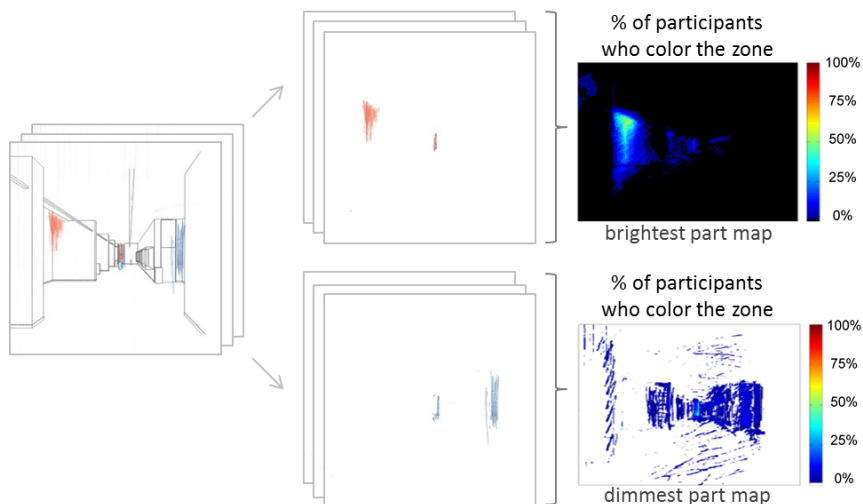 % of participants
who color the zone
100%
75%
50%
25%
0%
brightest part map
% of participants
who color the zone
100%
75%
50%
25%
0%
dimmest part map